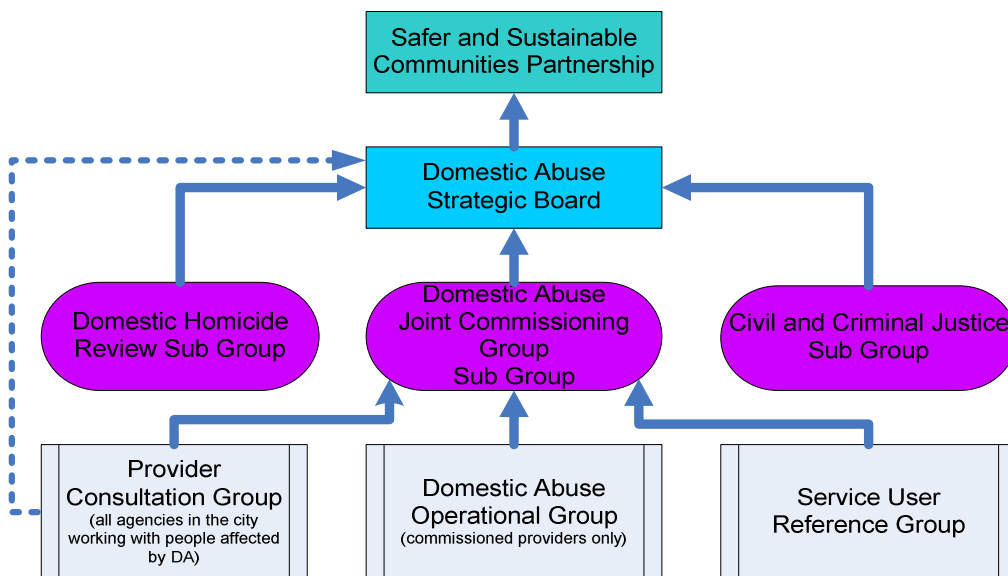 Safer and Sustainable
Communities Partnership
Domestic Abuse
Strategic Board
Domestic Homicide
Review Sub Group
Domestic Abuse
Joint Commissioning
Group
Sub Group
Civil and Criminal Justice
Sub Group
Provider
Consultation Group
(all agencies in the city
working with people affected
by DA)
Domestic Abuse
Operational Group
(commissioned providers only)
Service User
Reference Group